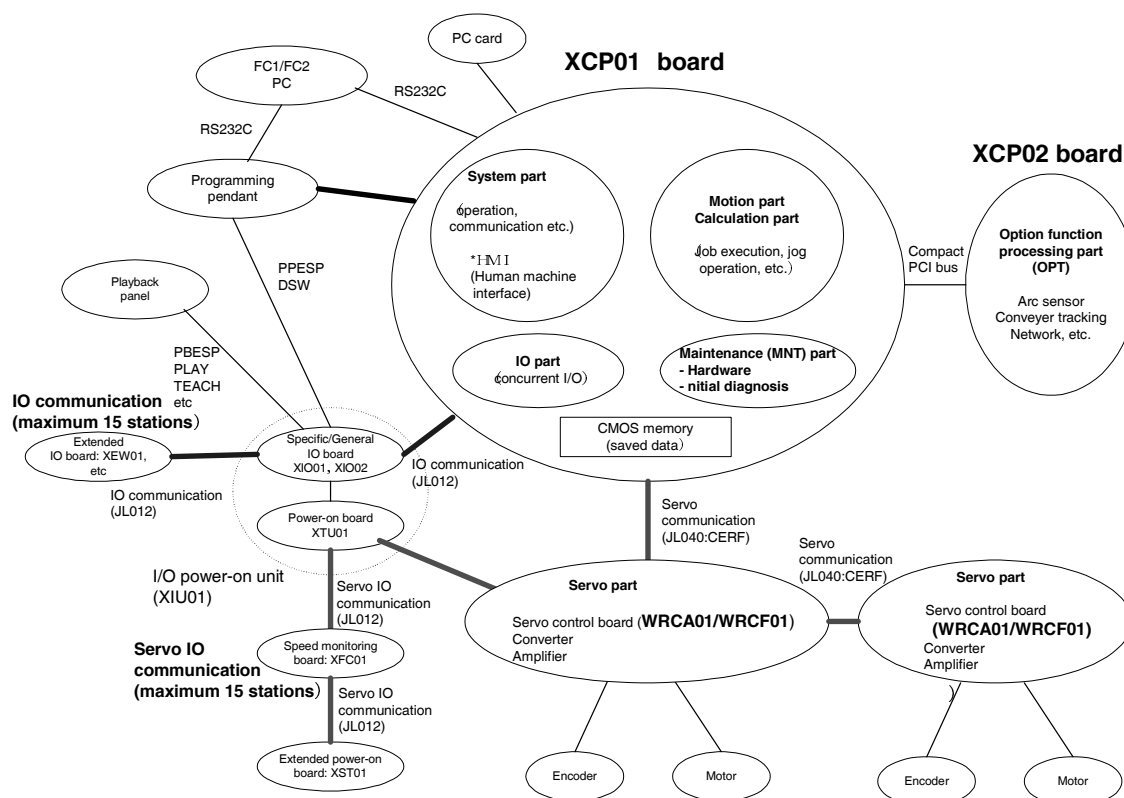 PC card
XCP01 board
FC1/FC2
PC
RS232C
RS232C
Programming
pendant
System part
(operation,
communication etc.)
*HMI
(Human machine
interface)
Motion part
Calculation part
(Job execution, jog
operation, etc.)
XCP02 board
Option function
processing part
(OPT)
Arc sensor
Conveyer tracking
Network, etc.
Compact
PCI bus
Playback
panel
PPESP
DSW
PBESP
PLAY
TEACH
etc
IO part
(concurrent I/O)
Maintenance (MNT) part
- Hardware
- nitial diagnosis
CMOS memory
(saved data)
IO communication
(maximum 15 stations)
Extended
IO board: XEW01,
etc
IO communication
(JL012)
Specific/General
IO board
XIO01, XIO02
IO communication
(JL012)
Power-on board
XTU01
I/O power-on unit
(XIU01)
Servo
communication
(JL040:CERF)
Servo
communication
(JL040:CERF)
Servo IO
communication
(JL012)
Servo part
Servo control board (WRCA01/WRCF01)
Converter
Amplifier
Servo part
Servo control board
(WRCA01/WRCF01)
Converter
Amplifier
)
Speed monitoring
board: XFC01
Servo IO
communication
(maximum 15 stations)
Servo IO
communication
(JL012)
Extended power-on
board: XST01
Encoder
Motor
Encoder
Motor